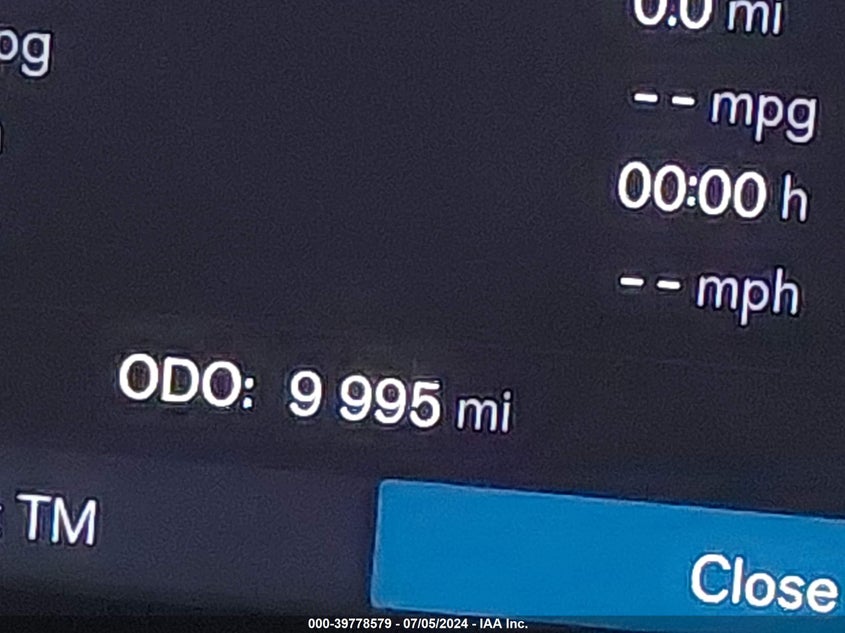 0.0 mi
pg
-- mpg
00:00 h
-- mph
ODO: 9 995 mi
TM
Close
000-39778579 - 07/05/2024 - IAA Inc.